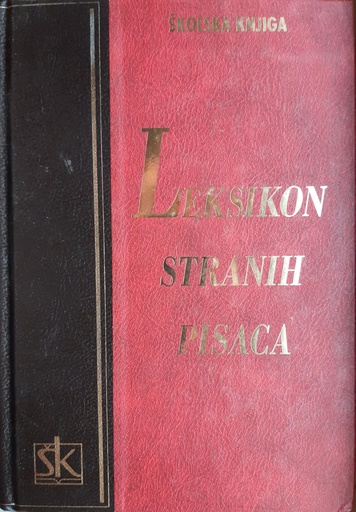 ŠKOLSKA KNJIGA
LEKSIKON
STRANIH
PISACA
šk